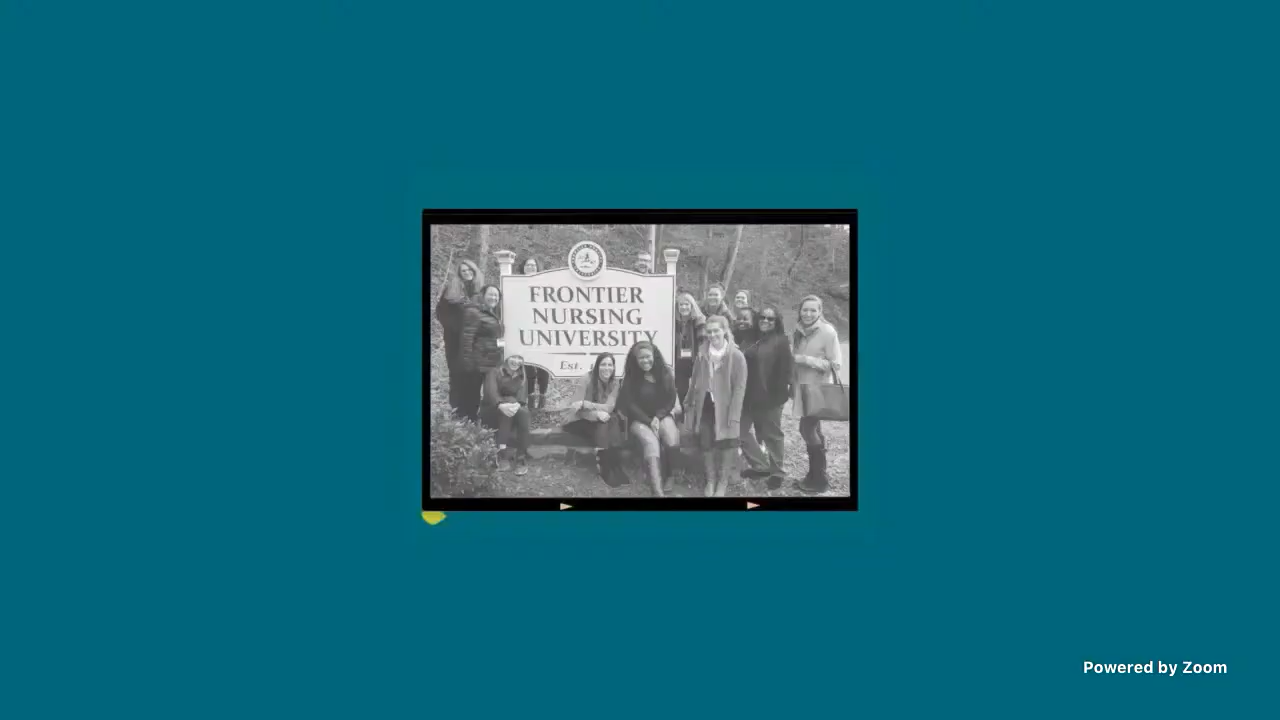 FRONTIER
NURSING
UNIVERSITY
Est.
Powered by Zoom